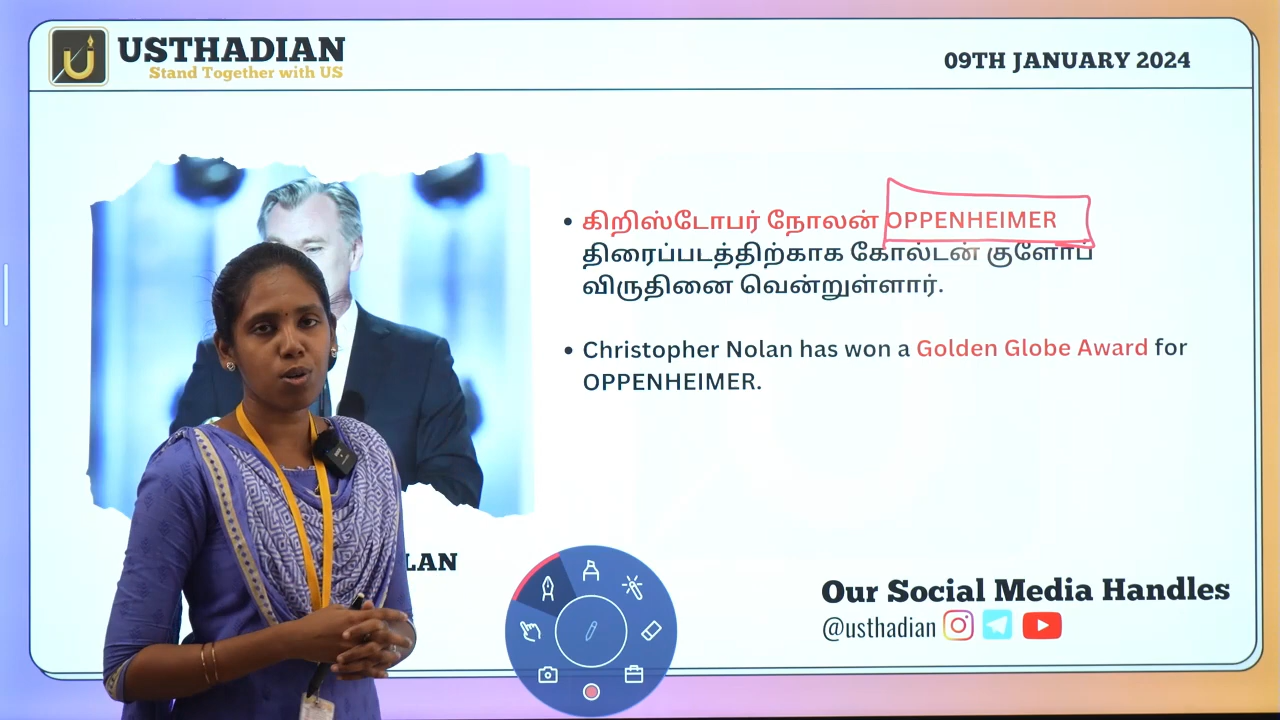 USTHADIAN
Stand Together with US
09TH JANUARY 2024
• கிறிஸ்டோபர் நோலன் OPPENHEIMER
திரைப்படத்திற்காக கோல்டன் குளோப்
விருதினை வென்றுள்ளார்.
• Christopher Nolan has won a Golden Globe Award for
OPPENHEIMER.
LAN
Our Social Media Handles
@usthadian